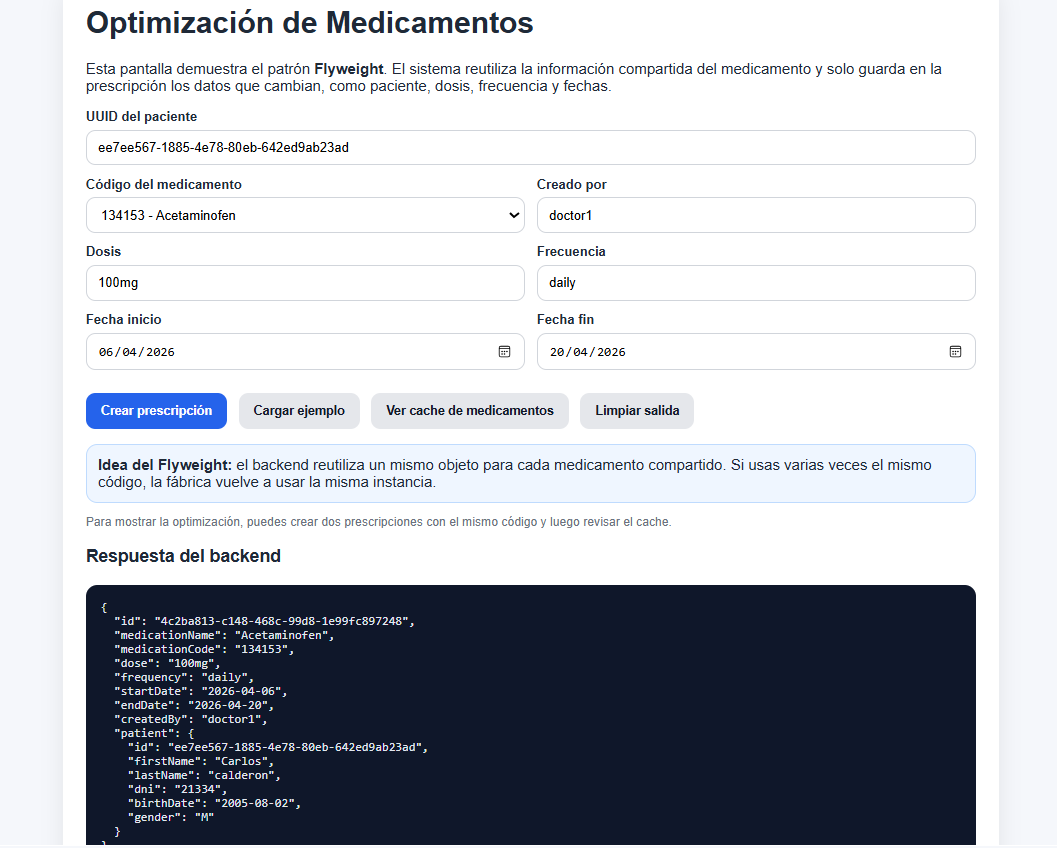 Optimización de Medicamentos
Esta pantalla demuestra el patrón Flyweight. El sistema reutiliza la información compartida del medicamento y solo guarda en la
prescripción los datos que cambian, como paciente, dosis, frecuencia y fechas.
UUID del paciente
ee7ee567-1885-4e78-80eb-642ed9ab23ad
Código del medicamento
Creado por
134153 - Acetaminofen
doctor1
Dosis
Frecuencia
100mg
daily
Fecha inicio
Fecha fin
06/04/2026
20/04/2026
Crear prescripción
Cargar ejemplo
Ver cache de medicamentos
Limpiar salida
Idea del Flyweight: el backend reutiliza un mismo objeto para cada medicamento compartido. Si usas varias veces el mismo
código, la fábrica vuelve a usar la misma instancia.
Para mostrar la optimización, puedes crear dos prescripciones con el mismo código y luego revisar el cache.
Respuesta del backend
{
  "id": "4c2ba813-c148-468c-99d8-1e99fc897248",
  "medicationName": "Acetaminofen",
  "medicationCode": "134153",
  "dose": "100mg",
  "frequency": "daily",
  "startDate": "2026-04-06",
  "endDate": "2026-04-20",
  "createdBy": "doctor1",
  "patient": {
    "id": "ee7ee567-1885-4e78-80eb-642ed9ab23ad",
    "firstName": "Carlos",
    "lastName": "calderon",
    "dni": "21334",
    "birthDate": "2005-08-02",
    "gender": "M"
  }
}